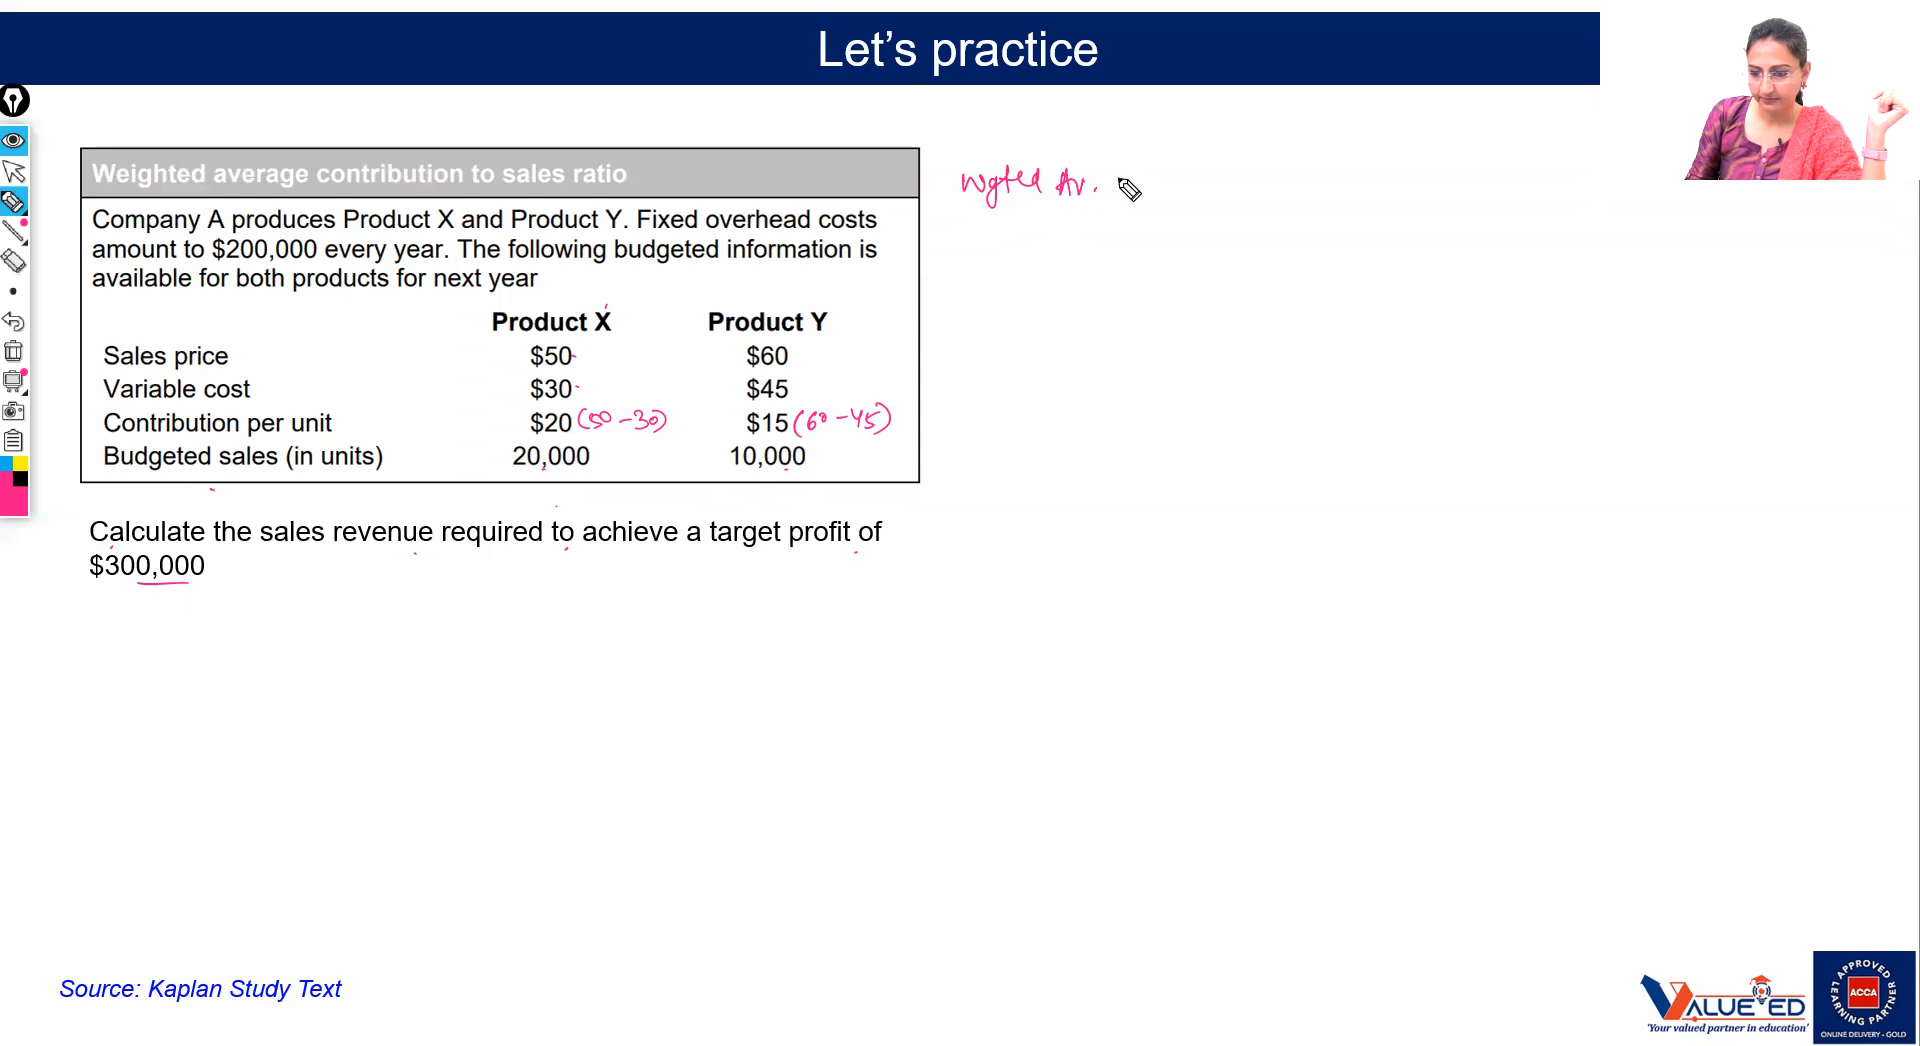 Let's practice
Weighted average contribution to sales ratio
Wgted Av.
Company A produces Product X and Product Y. Fixed overhead costs
amount to $200,000 every year. The following budgeted information is
available for both products for next year
Product X Product Y
Sales price $50 $60
Variable cost $30 $45
Contribution per unit $20 (50-30) $15 (60-45)
Budgeted sales (in units) 20,000 10,000
Calculate the sales revenue required to achieve a target profit of
$300,000
Source: Kaplan Study Text
VALUE ED
'Your valued partner in education'
APPROVED
LEARNING PARTNER
ACCA
ONLINE DELIVERY - GOLD